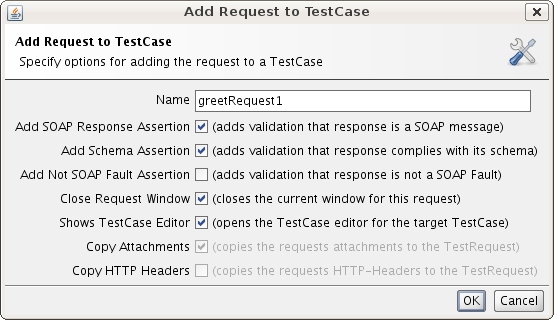 Add Request to TestCase
Add Request to TestCase
Specify options for adding the request to a TestCase
Name greetRequest1
Add SOAP Response Assertion (adds validation that response is a SOAP message)
Add Schema Assertion (adds validation that response complies with its schema)
Add Not SOAP Fault Assertion (adds validation that response is not a SOAP Fault)
Close Request Window (closes the current window for this request)
Shows TestCase Editor (opens the TestCase editor for the target TestCase)
Copy Attachments (copies the requests attachments to the TestRequest)
Copy HTTP Headers (copies the requests HTTP-Headers to the TestRequest)
OK Cancel